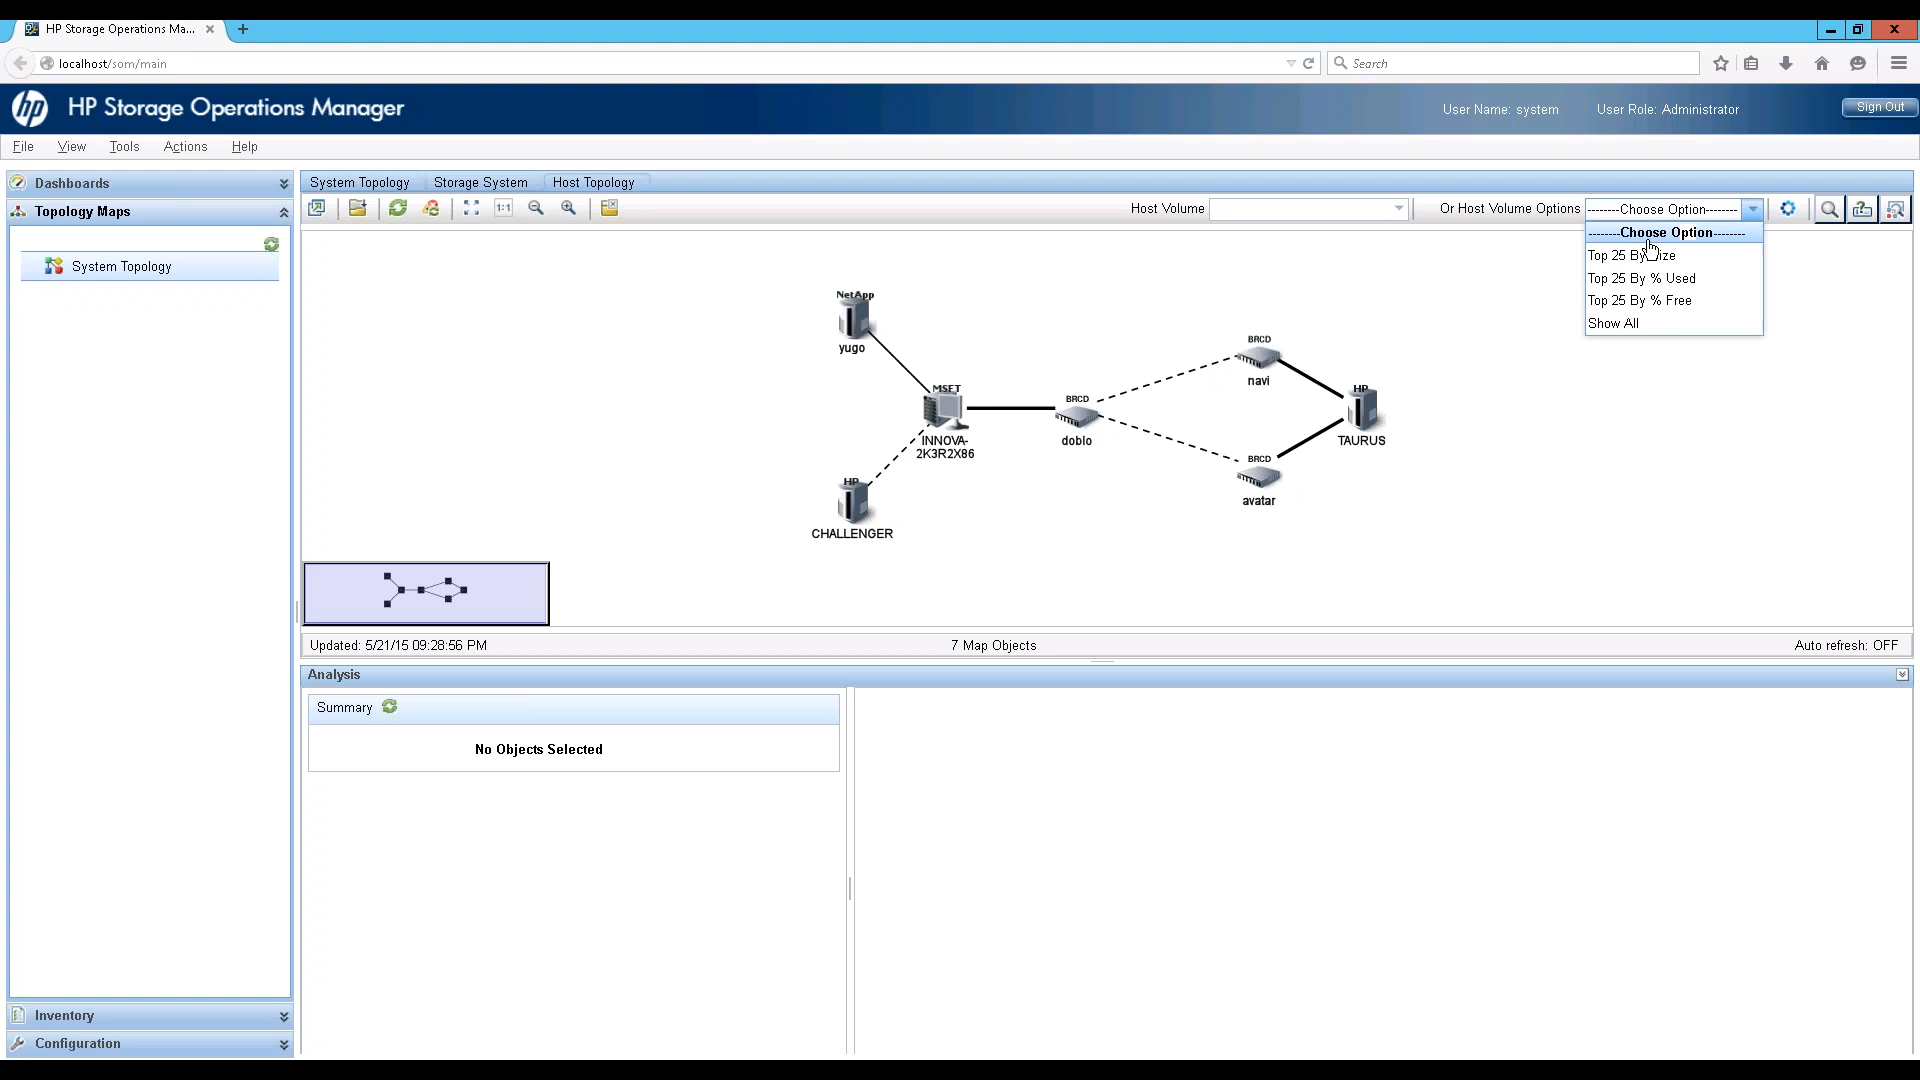 HP Storage Operations Ma...
localhost/som/main
Search
hp
HP Storage Operations Manager
User Name: system
User Role: Administrator
Sign Out
File View Tools Actions Help
Dashboards
Topology Maps
System Topology
Inventory
Configuration
System Topology Storage System Host Topology
1:1
Host Volume
Or Host Volume Options
--------Choose Option--------
--------Choose Option--------
Top 25 By Size
Top 25 By % Used
Top 25 By % Free
Show All
NetApp
yugo
MSFT
INNOVA-
2K3R2X86
HP
CHALLENGER
BRCD
doblo
BRCD
navi
BRCD
avatar
HP
TAURUS
Updated: 5/21/15 09:28:56 PM
7 Map Objects
Auto refresh: OFF
Analysis
Summary
No Objects Selected